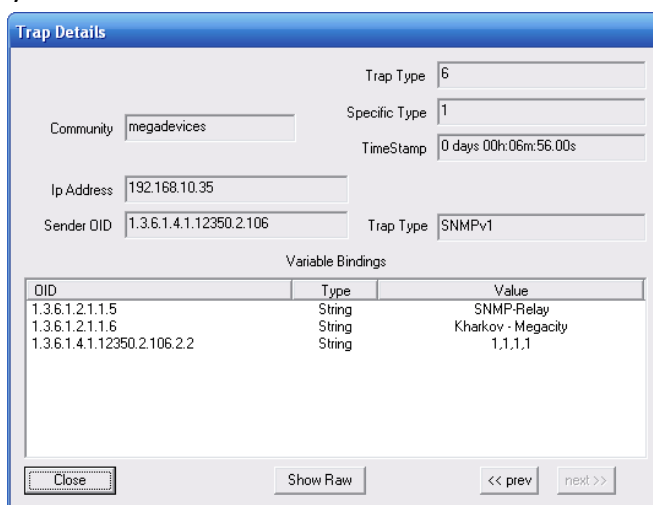 Trap Details
Trap Type 6
Specific Type 1
Community megadevices
TimeStamp 0 days 00h:06m:56.00s
Ip Address 192.168.10.35
Sender OID 1.3.6.1.4.1.12350.2.106 Trap Type SNMPv1
Variable Bindings
OID Type Value
1.3.6.1.2.1.1.5 String SNMP-Relay
1.3.6.1.2.1.1.6 String Kharkov - Megacity
1.3.6.1.4.1.12350.2.106.2.2 String 1,1,1,1
Close Show Raw << prev next >>